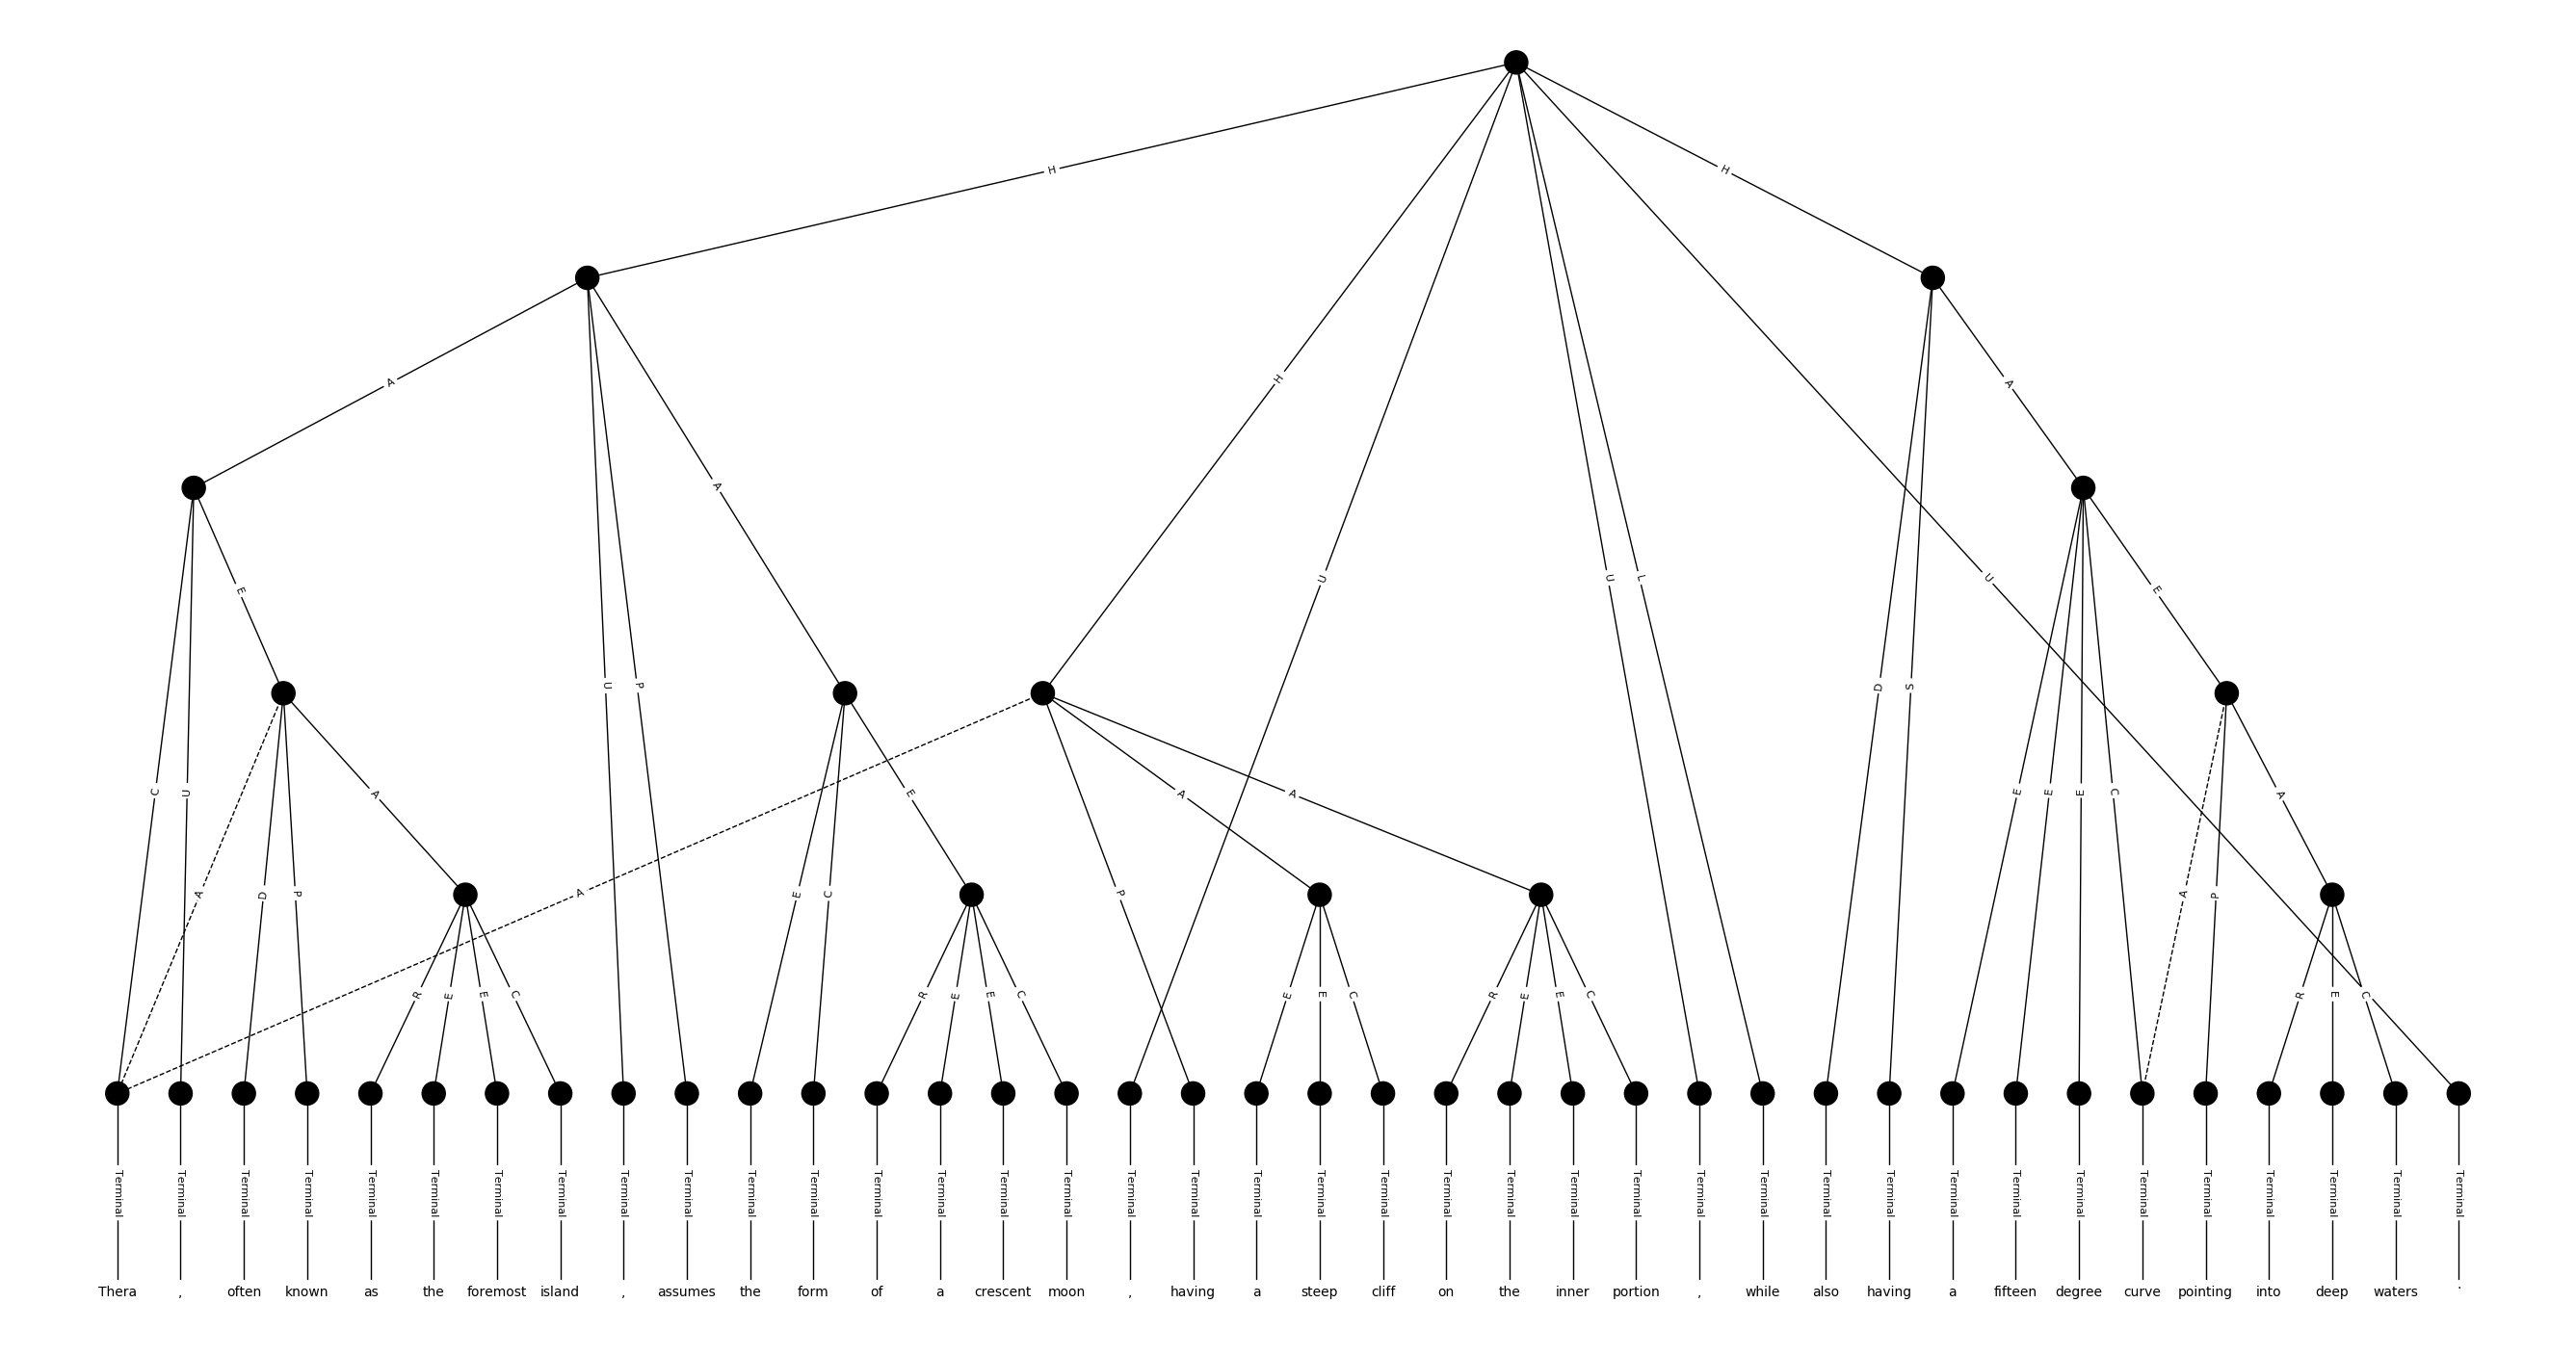 H H
H
A A
A
U U L U
E E
U P D S
C U A E A E E E C A
A D P A E C P A P
R E E C R E E C E E C R E E C R E C
Terminal Terminal Terminal Terminal Terminal Terminal Terminal Terminal Terminal Terminal Terminal Terminal Terminal Terminal Terminal Terminal Terminal Terminal Terminal Terminal Terminal Terminal Terminal Terminal Terminal Terminal Terminal Terminal Terminal Terminal Terminal Terminal Terminal Terminal Terminal Terminal Terminal Terminal
Thera , often known as the foremost island , assumes the form of a crescent moon , having a steep cliff on the inner portion , while also having a fifteen degree curve pointing into deep waters .